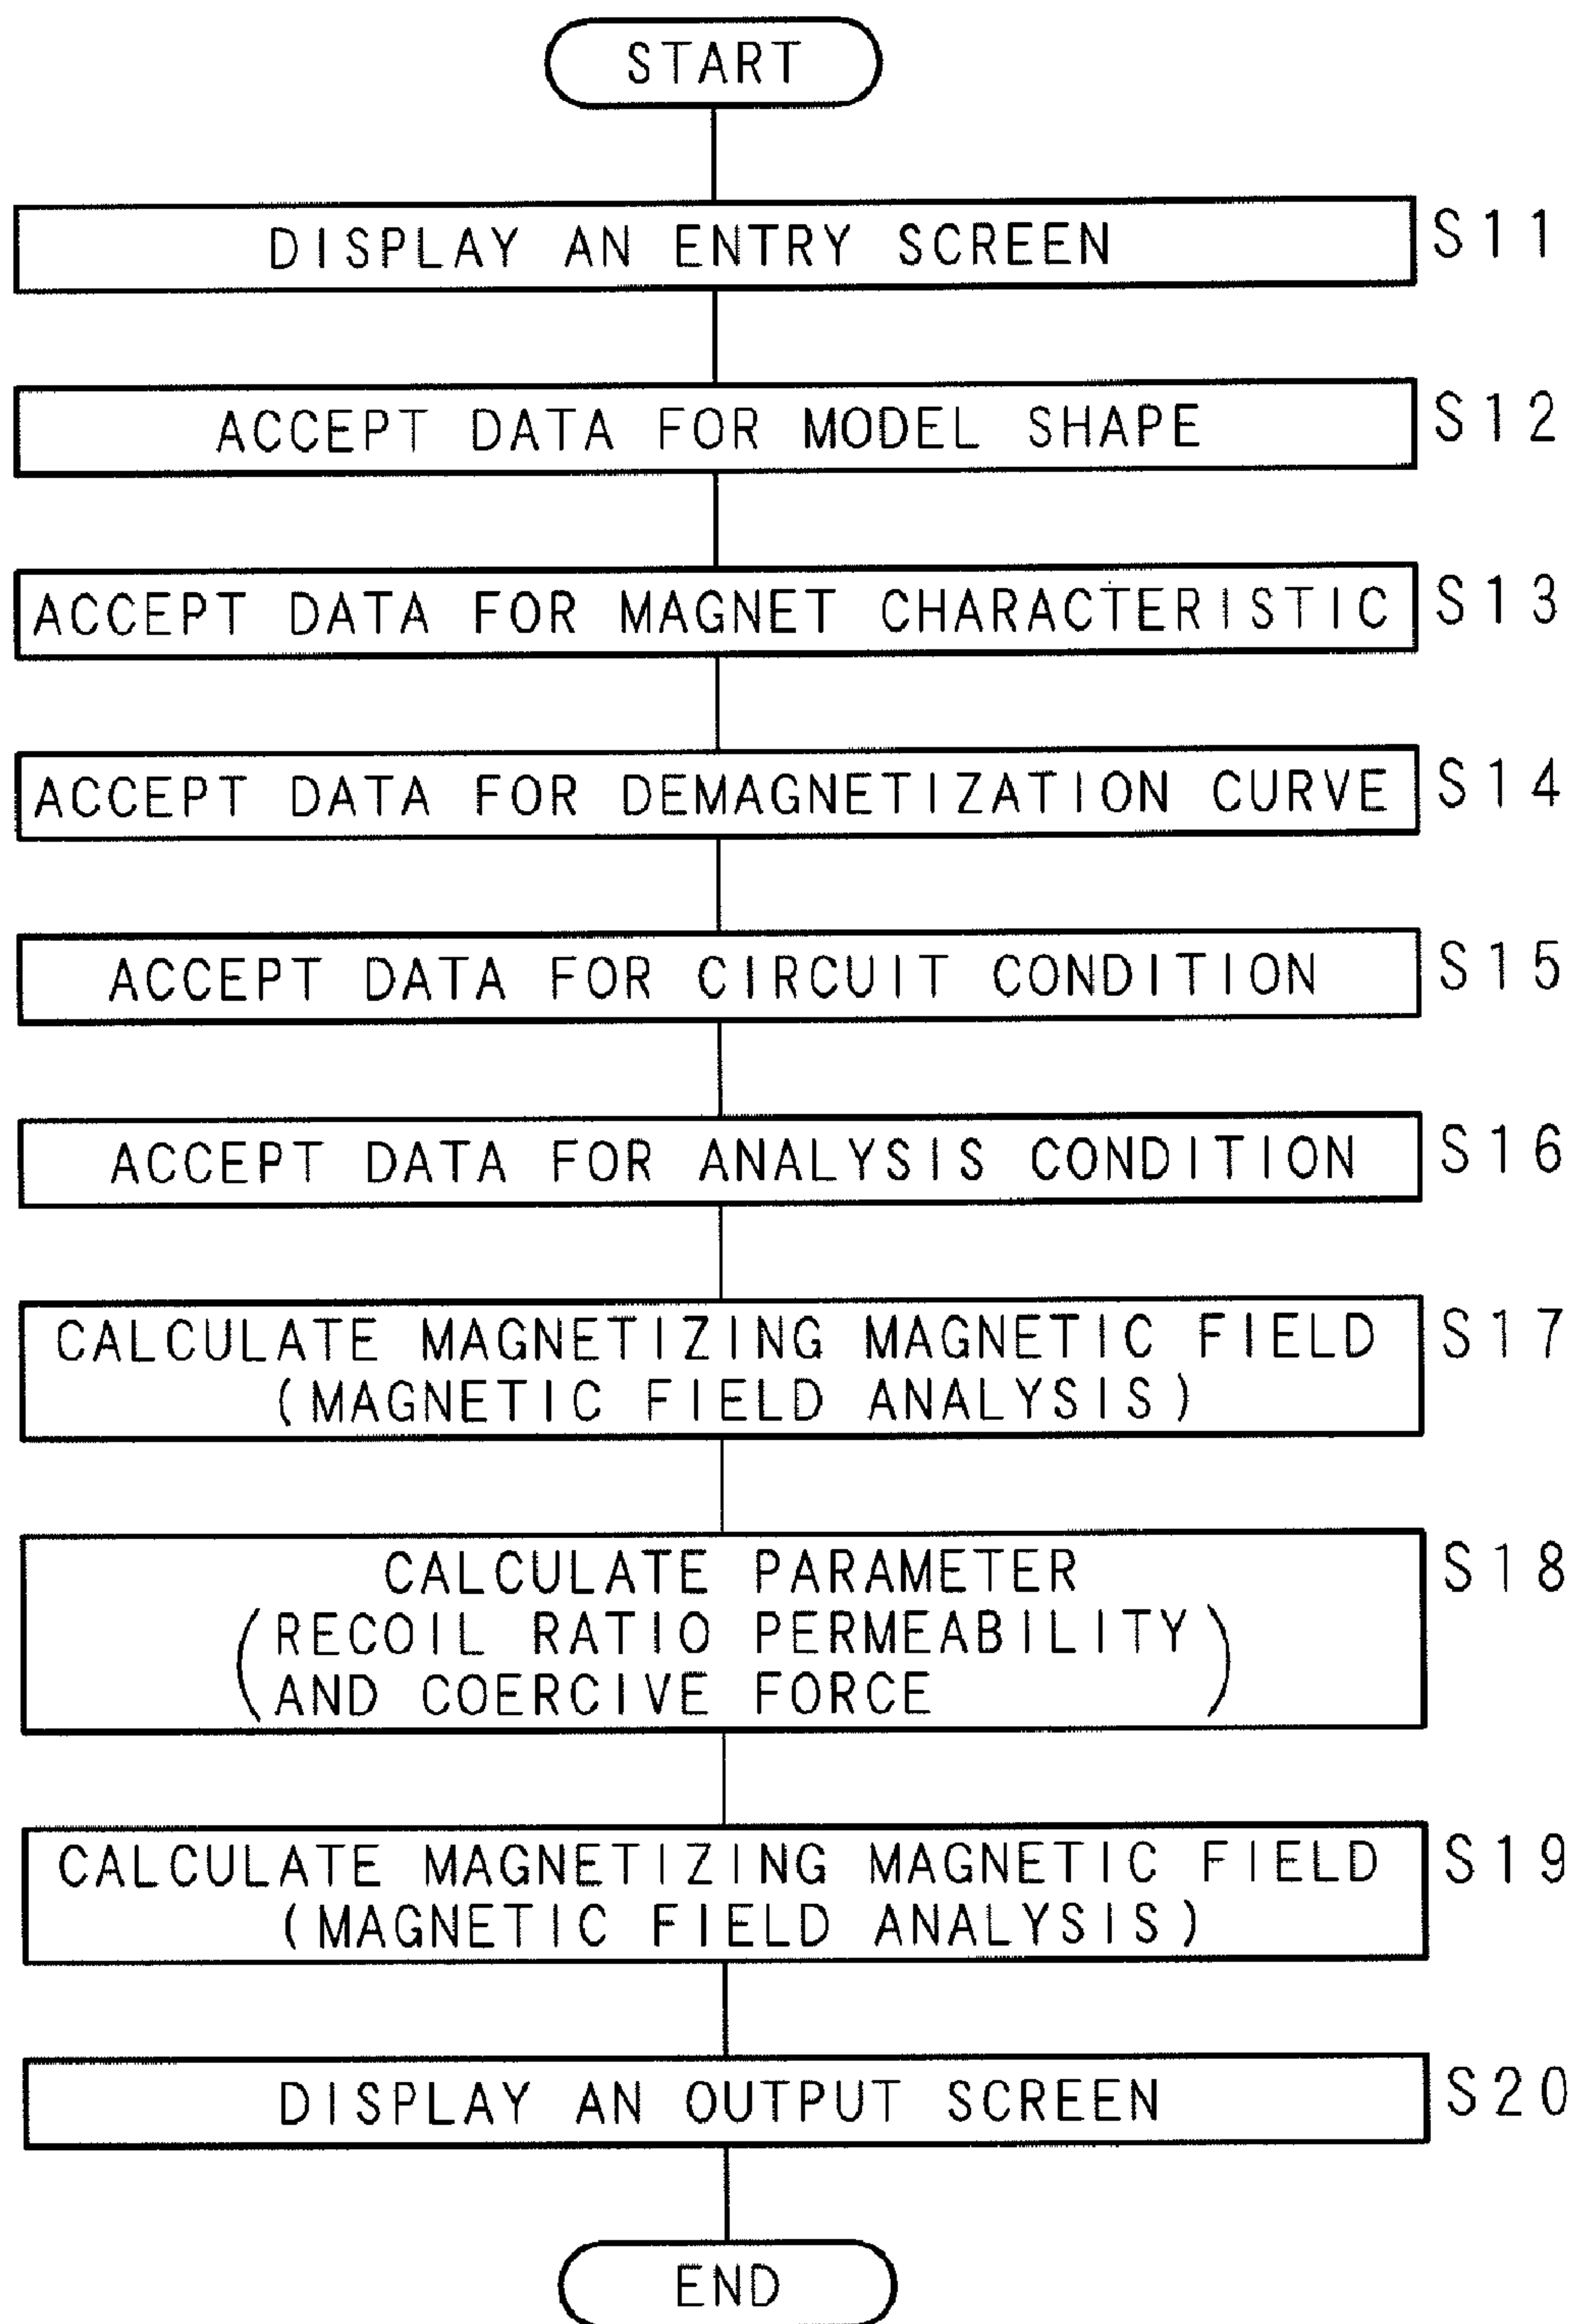 START
DISPLAY AN ENTRY SCREEN S11
ACCEPT DATA FOR MODEL SHAPE S12
ACCEPT DATA FOR MAGNET CHARACTERISTIC S13
ACCEPT DATA FOR DEMAGNETIZATION CURVE S14
ACCEPT DATA FOR CIRCUIT CONDITION S15
ACCEPT DATA FOR ANALYSIS CONDITION S16
CALCULATE MAGNETIZING MAGNETIC FIELD S17
(MAGNETIC FIELD ANALYSIS)
CALCULATE PARAMETER S18
(RECOIL RATIO PERMEABILITY
AND COERCIVE FORCE)
CALCULATE MAGNETIZING MAGNETIC FIELD S19
(MAGNETIC FIELD ANALYSIS)
DISPLAY AN OUTPUT SCREEN S20
END